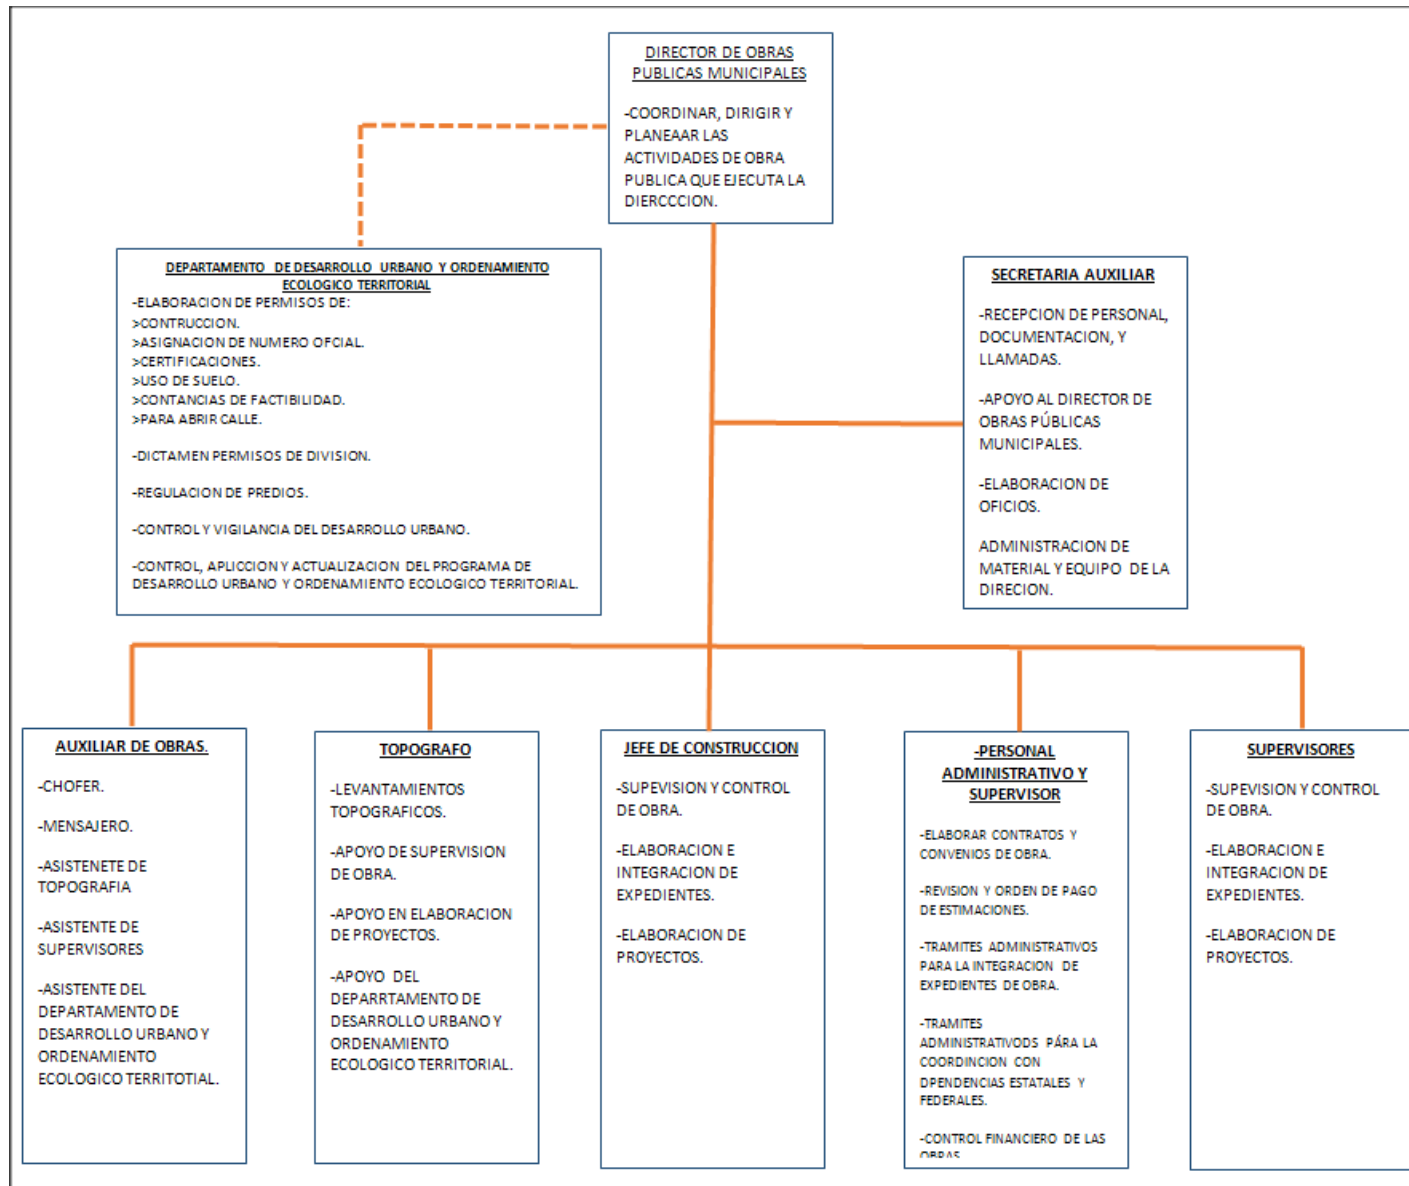 DIRECTOR DE OBRAS
PUBLICAS MUNICIPALES
-COORDINAR, DIRIGIR Y
PLANEAAR LAS
ACTIVIDADES DE OBRA
PUBLICA QUE EJECUTA LA
DIERCCCION.
DEPARTAMENTO DE DESARROLLO URBANO Y ORDENAMIENTO
ECOLOGICO TERRITORIAL
-ELABORACION DE PERMISOS DE:
>CONTRUCCION.
>ASIGNACION DE NUMERO OFCIAL.
>CERTIFICACIONES.
>USO DE SUELO.
>CONTANCIAS DE FACTIBILIDAD.
>PARA ABRIR CALLE.
-DICTAMEN PERMISOS DE DIVISION.
-REGULACION DE PREDIOS.
-CONTROL Y VIGILANCIA DEL DESARROLLO URBANO.
-CONTROL, APLICCION Y ACTUALIZACION DEL PROGRAMA DE
DESARROLLO URBANO Y ORDENAMIENTO ECOLOGICO TERRITORIAL.
SECRETARIA AUXILIAR
-RECEPCION DE PERSONAL,
DOCUMENTACION, Y
LLAMADAS.
-APOYO AL DIRECTOR DE
OBRAS PÚBLICAS
MUNICIPALES.
-ELABORACION DE
OFICIOS.
ADMINISTRACION DE
MATERIAL Y EQUIPO DE LA
DIRECION.
AUXILIAR DE OBRAS.
-CHOFER.
-MENSAJERO.
-ASISTENETE DE
TOPOGRAFIA
-ASISTENTE DE
SUPERVISORES
-ASISTENTE DEL
DEPARTAMENTO DE
DESARROLLO URBANO Y
ORDENAMIENTO
ECOLOGICO TERRITOTIAL.
TOPOGRAFO
-LEVANTAMIENTOS
TOPOGRAFICOS.
-APOYO DE SUPERVISION
DE OBRA.
-APOYO EN ELABORACION
DE PROYECTOS.
-APOYO DEL
DEPARRTAMENTO DE
DESARROLLO URBANO Y
ORDENAMIENTO
ECOLOGICO TERRITORIAL.
JEFE DE CONSTRUCCION
-SUPEVISION Y CONTROL
DE OBRA.
-ELABORACION E
INTEGRACION DE
EXPEDIENTES.
-ELABORACION DE
PROYECTOS.
-PERSONAL
ADMINISTRATIVO Y
SUPERVISOR
-ELABORAR CONTRATOS Y
CONVENIOS DE OBRA.
-REVISION Y ORDEN DE PAGO
DE ESTIMACIONES.
-TRAMITES ADMINISTRATIVOS
PARA LA INTEGRACION DE
EXPEDIENTES DE OBRA.
-TRAMITES
ADMINISTRATIVODS PÁRA LA
COORDINCION CON
DPENDENCIAS ESTATALES Y
FEDERALES.
-CONTROL FINANCIERO DE LAS
OBRAS
SUPERVISORES
-SUPEVISION Y CONTROL
DE OBRA.
-ELABORACION E
INTEGRACION DE
EXPEDIENTES.
-ELABORACION DE
PROYECTOS.